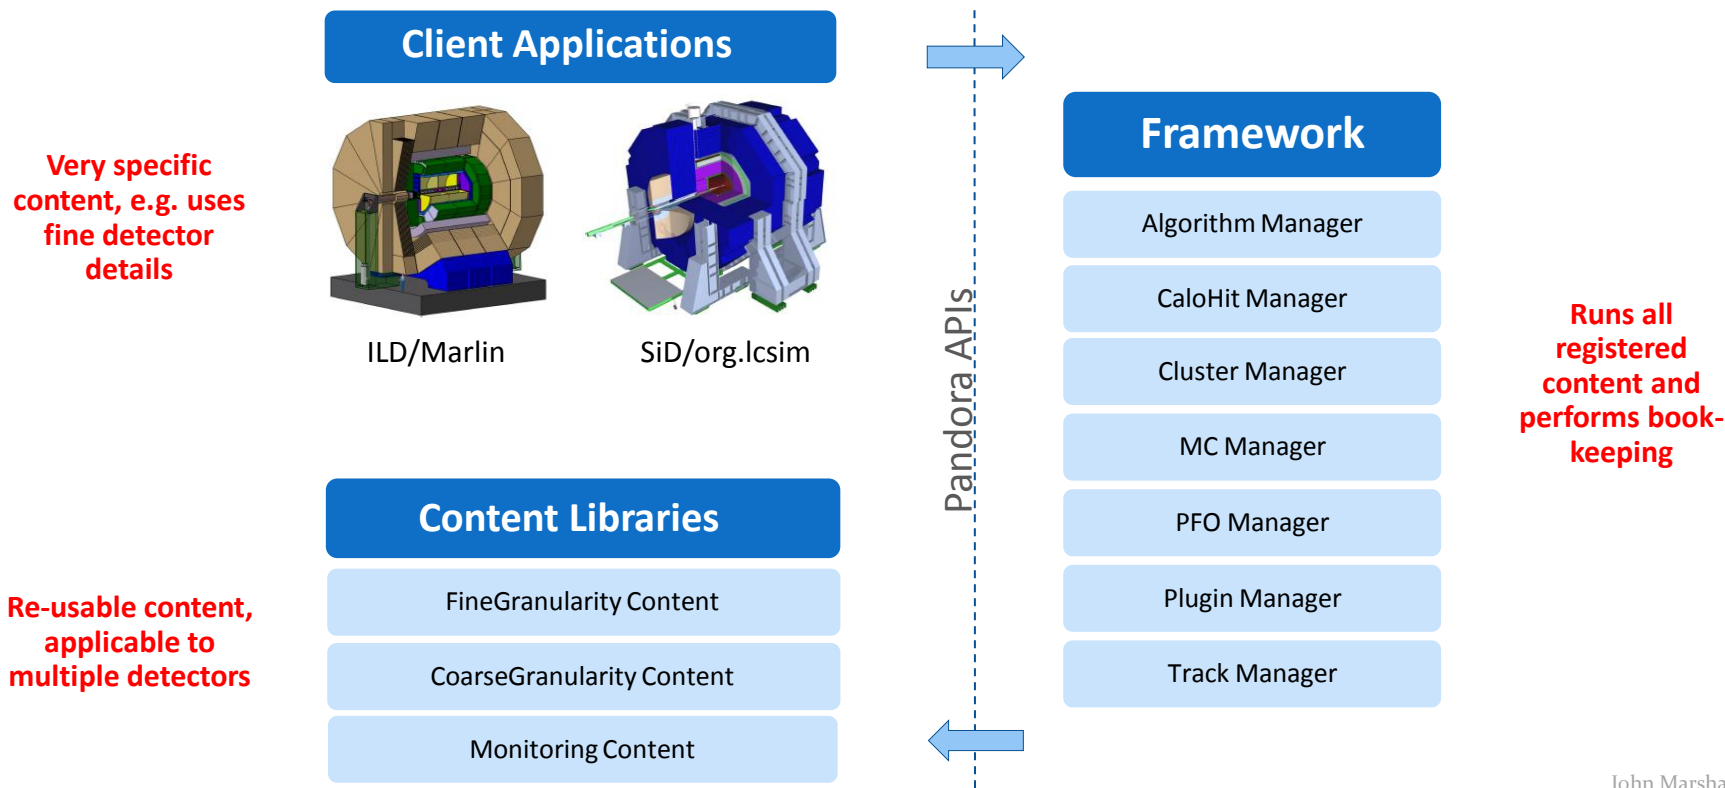 Client Applications
Very specific
content, e.g. uses
fine detector
details
ILD/Marlin
SiD/org.lcsim
Content Libraries
Re-usable content,
applicable to
multiple detectors
FineGranularity Content
CoarseGranularity Content
Monitoring Content
Pandora APIs
Framework
Algorithm Manager
CaloHit Manager
Cluster Manager
MC Manager
PFO Manager
Plugin Manager
Track Manager
Runs all
registered
content and
performs book-
keeping
John Marsha